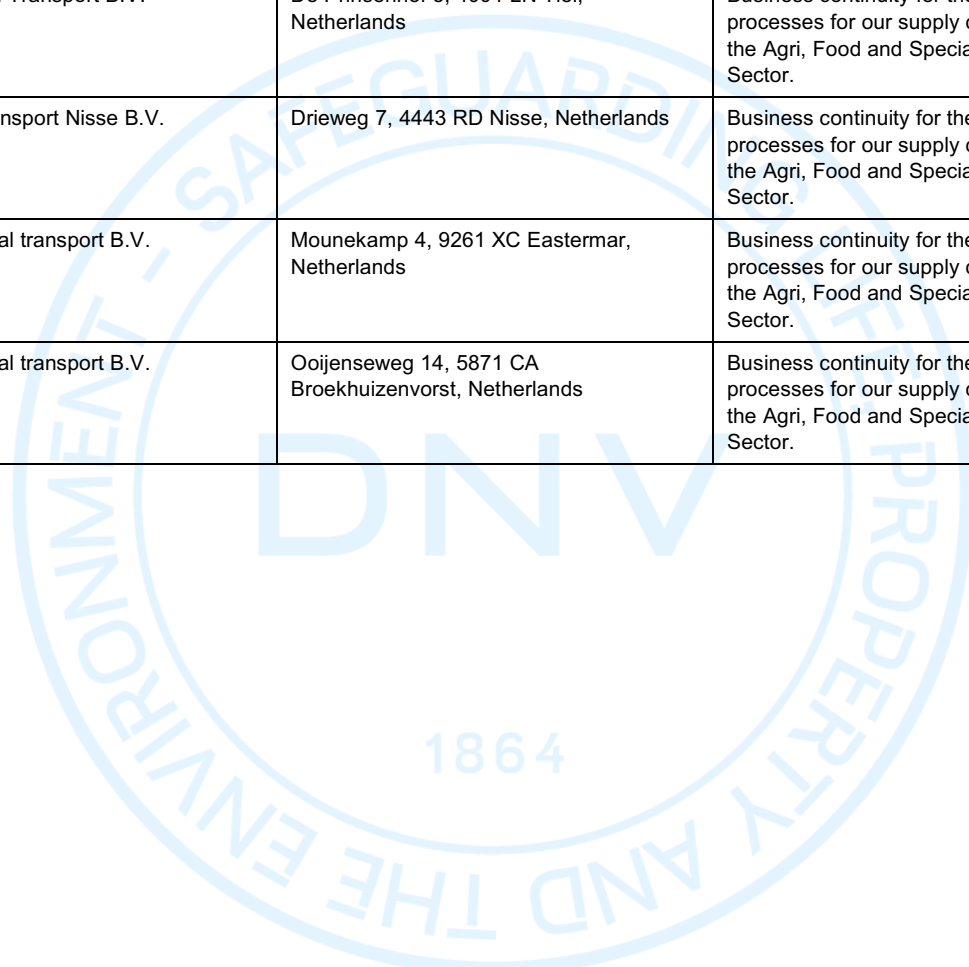 Transport B.V.
Netherlands
processes for our supply
the Agri, Food and
Sector.
nsport Nisse B.V.
Drieweg 7, 4443 RD Nisse, Netherlands
Business continuity for the
processes for our supply
the Agri, Food and
Sector.
al transport B.V.
Mounekamp 4, 9261 XC Eastermar,
Netherlands
Business continuity for the
processes for our supply
the Agri, Food and
Sector.
al transport B.V.
Ooijenseweg 14, 5871 CA
Broekhuizenvorst, Netherlands
Business continuity for the
processes for our supply
the Agri, Food and
Sector.
SAFEGUARDING LIFE, PROPERTY AND THE ENVIRONMENT -
DNV
1864